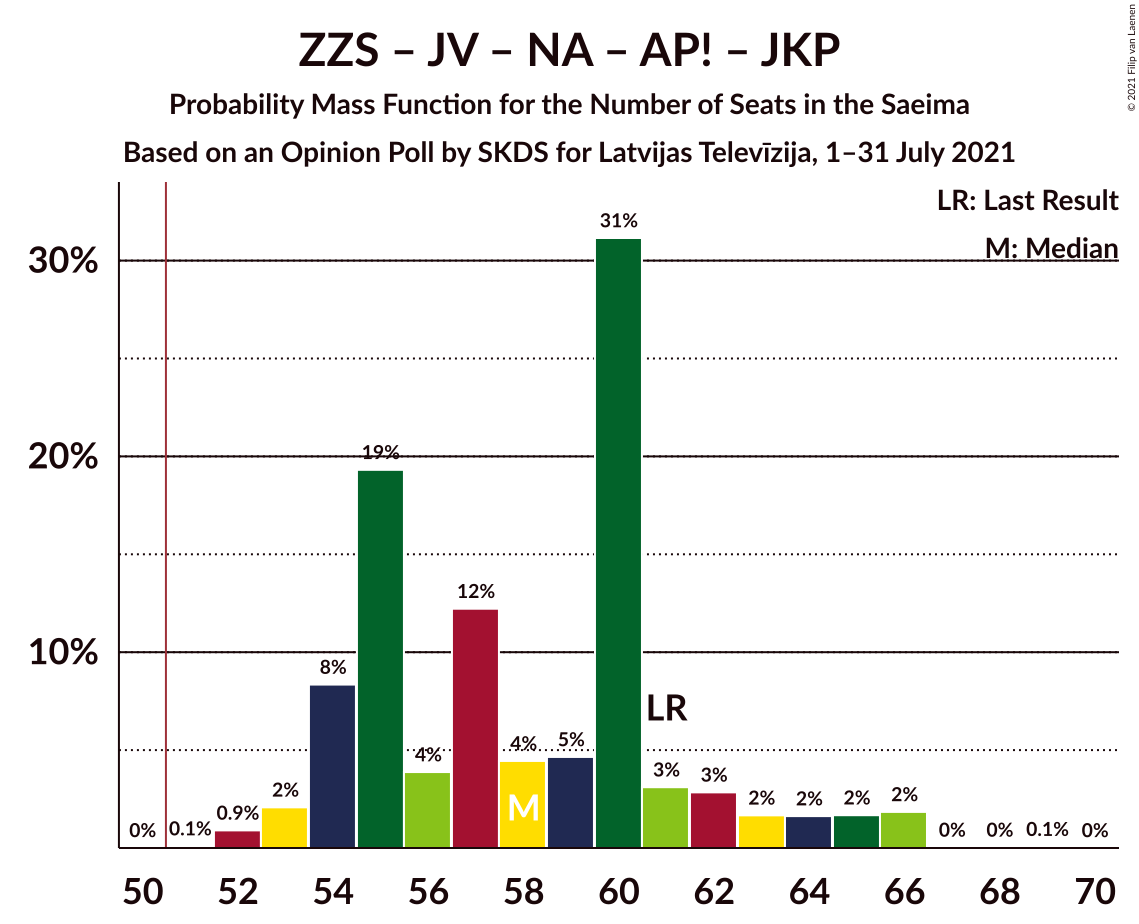 ZZS – JV – NA – AP! – JKP
Probability Mass Function for the Number of Seats in the Saeima
Based on an Opinion Poll by SKDS for Latvijas Televīzija, 1–31 July 2021
© 2021 Filip van Laenen
LR: Last Result
M: Median
30%
20%
10%
0%
0.1%
0.9%
2%
8%
19%
4%
12%
4%
5%
31%
3%
3%
2%
2%
2%
2%
0%
0%
0.1%
0%
LR
M
50 52 54 56 58 60 62 64 66 68 70